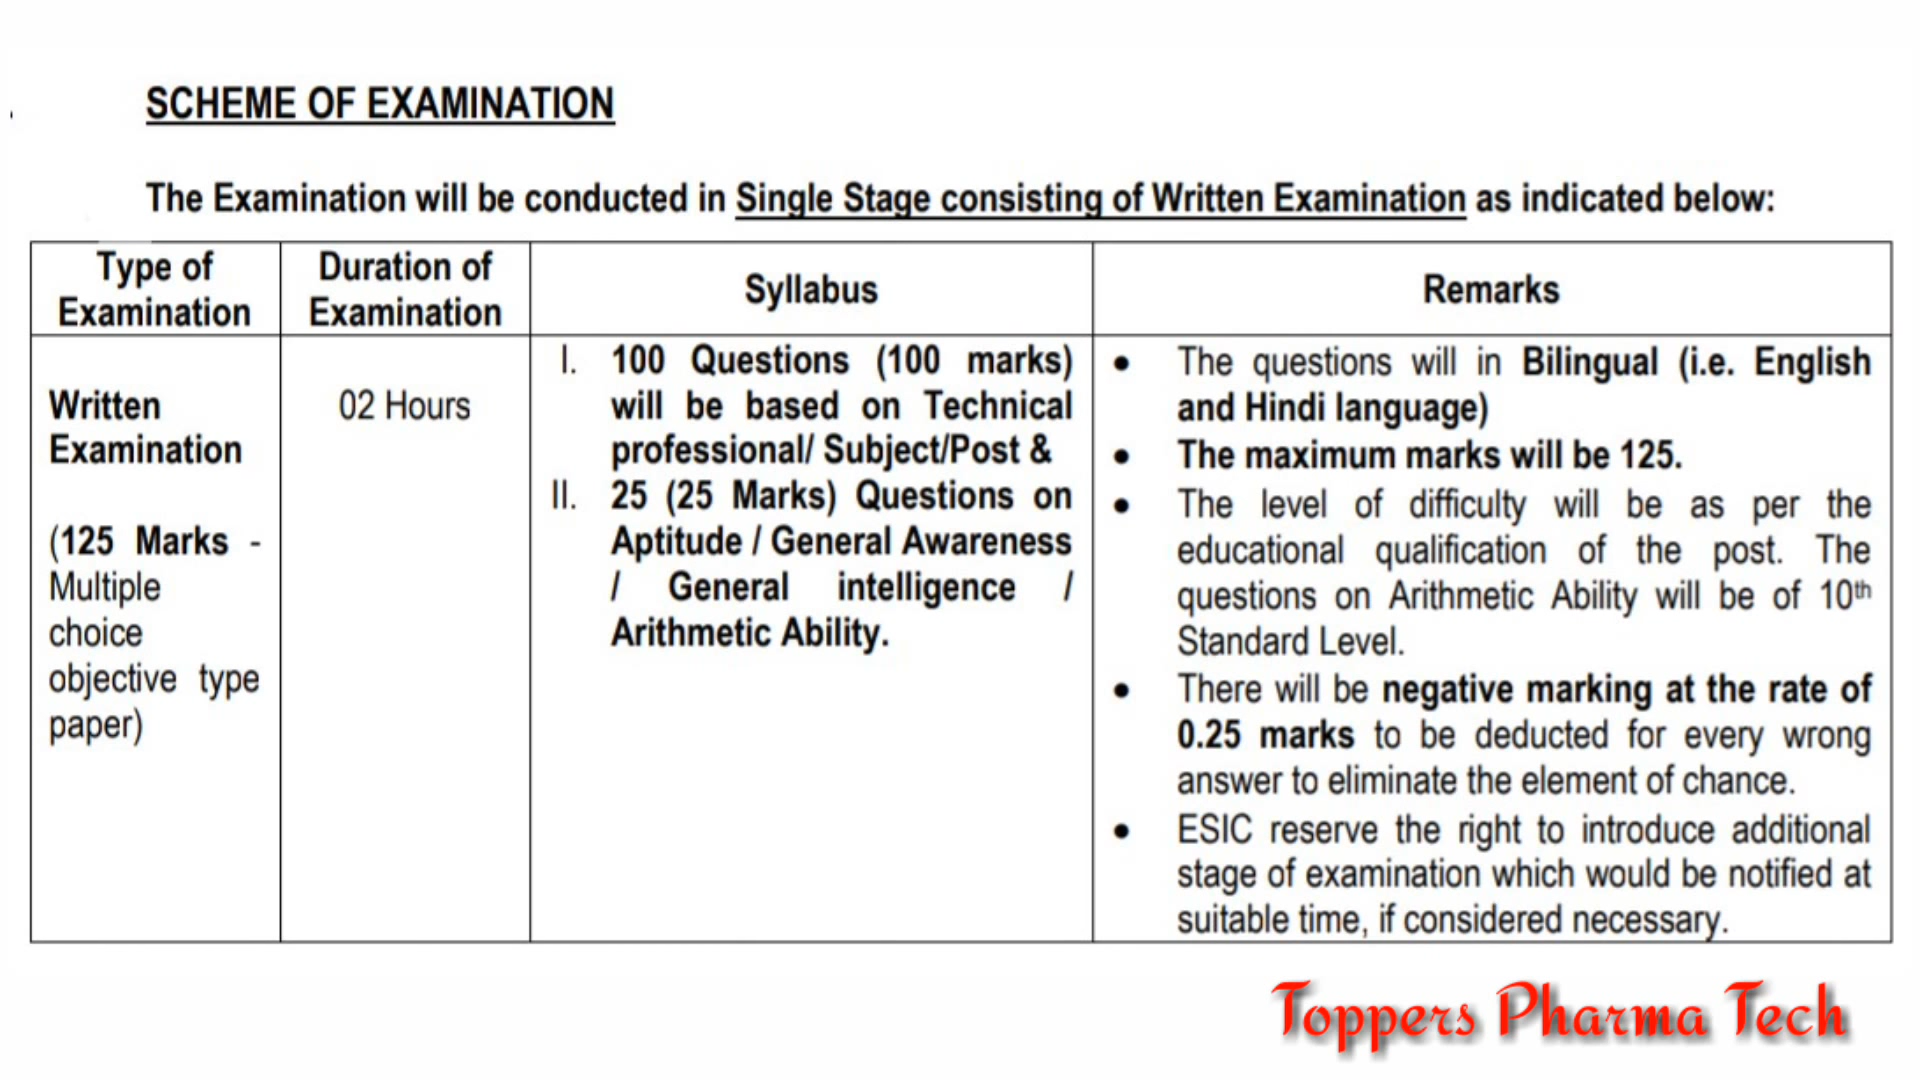 SCHEME OF EXAMINATION
The Examination will be conducted in Single Stage consisting of Written Examination as indicated below:
Type of
Examination
Duration of
Examination
Syllabus
Remarks
Written
Examination
(125 Marks -
Multiple
choice
objective type
paper)
02 Hours
I. 100 Questions (100 marks)
will be based on Technical
professional/ Subject/Post &
II. 25 (25 Marks) Questions on
Aptitude / General Awareness
/ General intelligence /
Arithmetic Ability.
• The questions will in Bilingual (i.e. English
and Hindi language)
• The maximum marks will be 125.
• The level of difficulty will be as per the
educational qualification of the post. The
questions on Arithmetic Ability will be of 10th
Standard Level.
• There will be negative marking at the rate of
0.25 marks to be deducted for every wrong
answer to eliminate the element of chance.
• ESIC reserve the right to introduce additional
stage of examination which would be notified at
suitable time, if considered necessary.
Toppers Pharma Tech